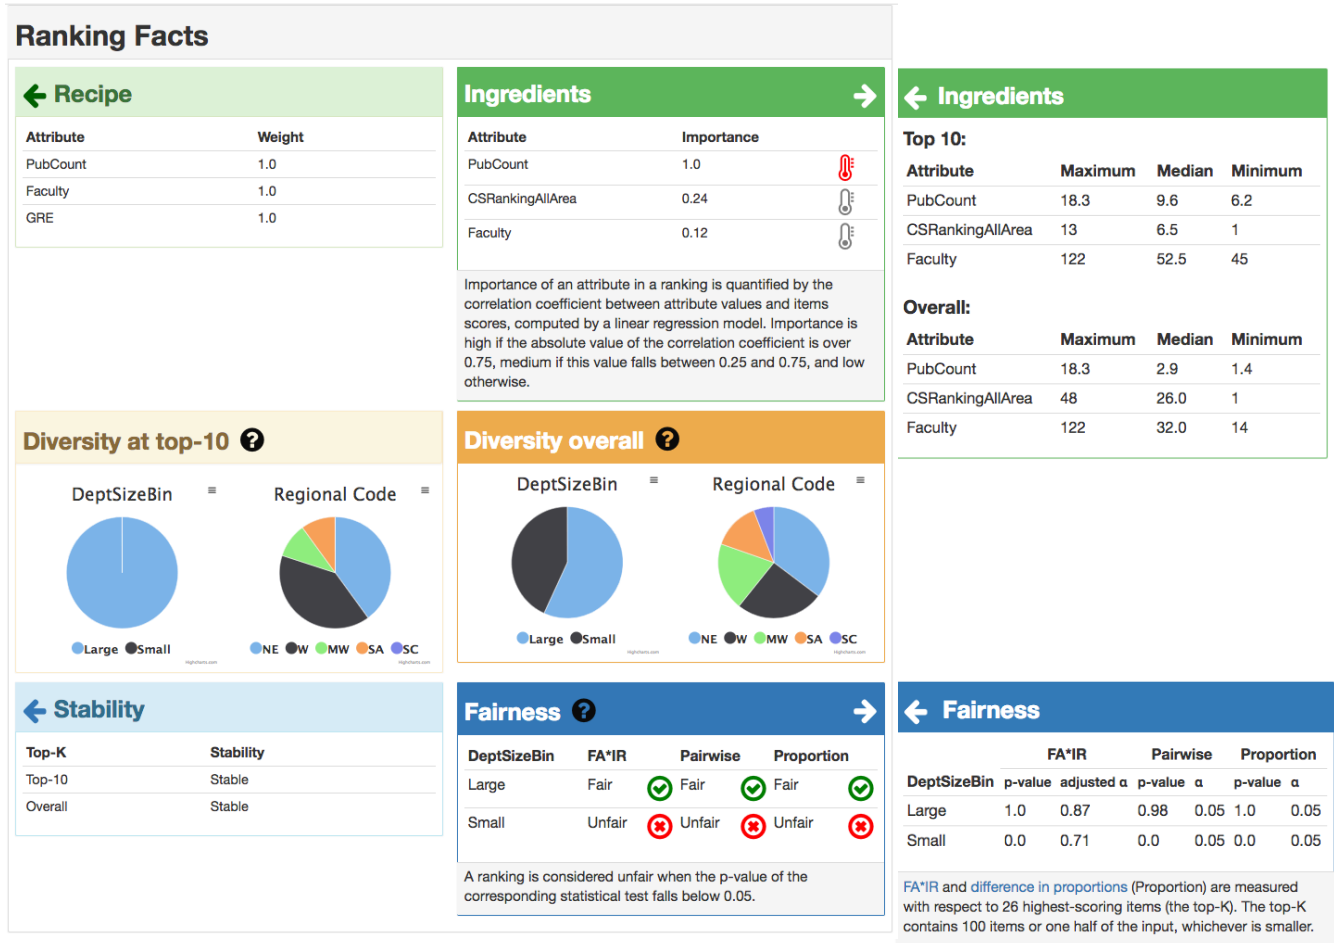 Ranking Facts
Recipe
Attribute Weight
PubCount 1.0
Faculty 1.0
GRE 1.0
Ingredients
Attribute Importance
PubCount 1.0
CSRankingAllArea 0.24
Faculty 0.12
Importance of an attribute in a ranking is quantified by the
correlation coefficient between attribute values and items
scores, computed by a linear regression model. Importance is
high if the absolute value of the correlation coefficient is over
0.75, medium if this value falls between 0.25 and 0.75, and low
otherwise.
Ingredients
Top 10:
Attribute Maximum Median Minimum
PubCount 18.3 9.6 6.2
CSRankingAllArea 13 6.5 1
Faculty 122 52.5 45
Overall:
Attribute Maximum Median Minimum
PubCount 18.3 2.9 1.4
CSRankingAllArea 48 26.0 1
Faculty 122 32.0 14
Diversity at top-10 ?
DeptSizeBin
Large Small
Highcharts.com
Regional Code
NE W MW SA SC
Highcharts.com
Diversity overall ?
DeptSizeBin
Large Small
Highcharts.com
Regional Code
NE W MW SA SC
Highcharts.com
Stability
Top-K Stability
Top-10 Stable
Overall Stable
Fairness ?
DeptSizeBin FA*IR Pairwise Proportion
Large Fair Fair Fair
Small Unfair Unfair Unfair
A ranking is considered unfair when the p-value of the
corresponding statistical test falls below 0.05.
Fairness
FA*IR Pairwise Proportion
DeptSizeBin p-value adjusted α p-value α p-value α
Large 1.0 0.87 0.98 0.05 1.0 0.05
Small 0.0 0.71 0.0 0.05 0.0 0.05
FA*IR and difference in proportions (Proportion) are measured
with respect to 26 highest-scoring items (the top-K). The top-K
contains 100 items or one half of the input, whichever is smaller.